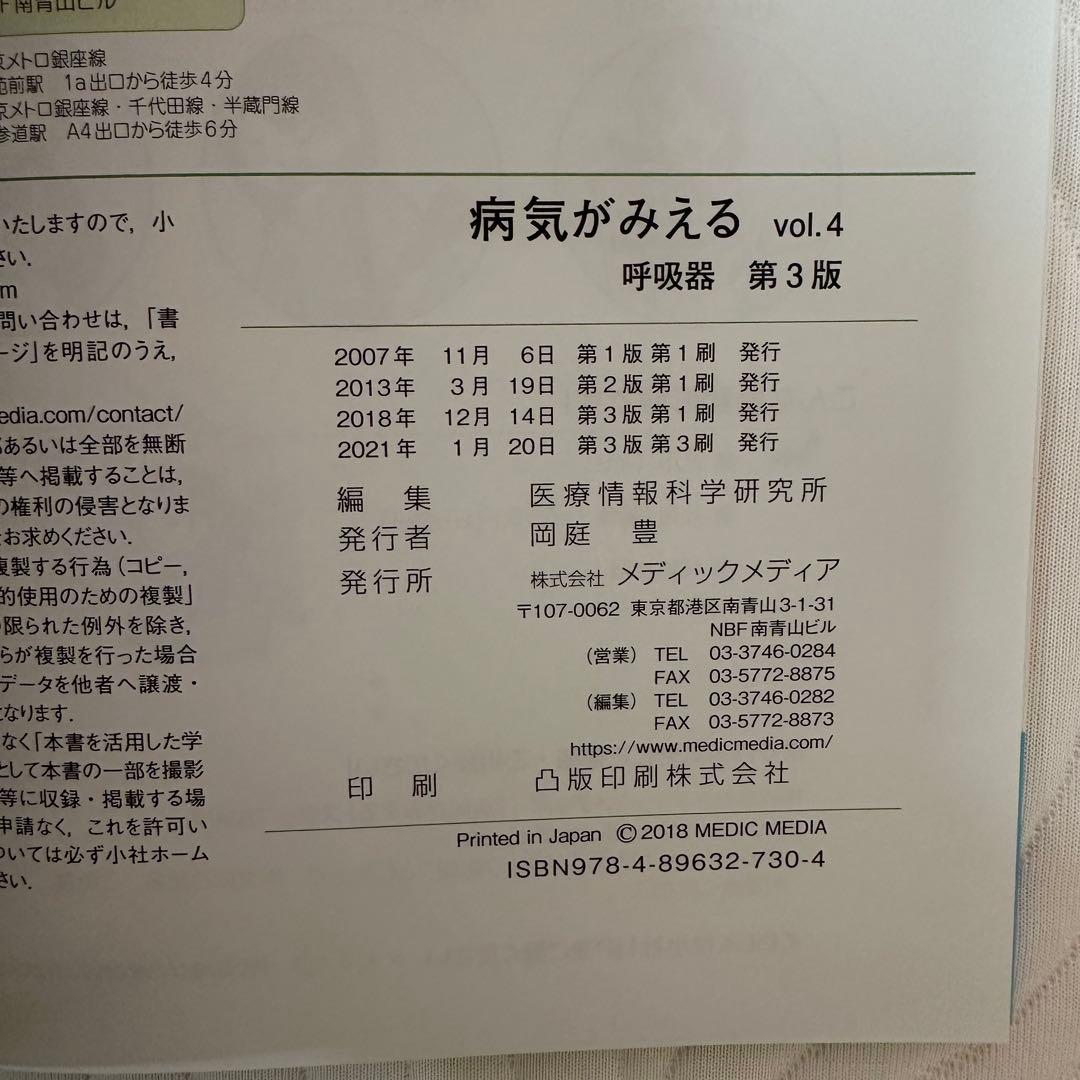 南青山ビル
メトロ銀座線
苑前駅 1a出口から徒歩4分
京メトロ銀座線・千代田線・半蔵門線
参道駅 A4出口から徒歩6分
いたしますので，小
さい．
m
問い合わせは，「書
ージ」を明記のうえ，
edia.com/contact/
あるいは全部を無断
等へ掲載することは，
の権利の侵害となりま
お求めください．
複製する行為（コピー，
的使用のための複製」
限られた例外を除き，
らが複製を行った場合
データを他者へ譲渡・
になります．
なく「本書を活用した学
として本書の一部を撮影
等に収録・掲載する場
申請なく，これを許可い
ついては必ず小社ホーム
さい．
病気がみえる vol.4
呼吸器 第3版
2007年 11月 6日 第1版 第1刷 発行
2013年 3月 19日 第2版 第1刷 発行
2018年 12月 14日 第3版 第1刷 発行
2021年 1月 20日 第3版 第3刷 発行
編 集 医療情報科学研究所
発行者 岡庭 豊
発行所 株式会社 メディックメディア
〒107-0062 東京都港区南青山3-1-31
NBF南青山ビル
（営業） TEL 03-3746-0284
FAX 03-5772-8875
（編集） TEL 03-3746-0282
FAX 03-5772-8873
https://www.medicmedia.com/
印 刷 凸版印刷株式会社
Printed in Japan ©2018 MEDIC MEDIA
ISBN978-4-89632-730-4